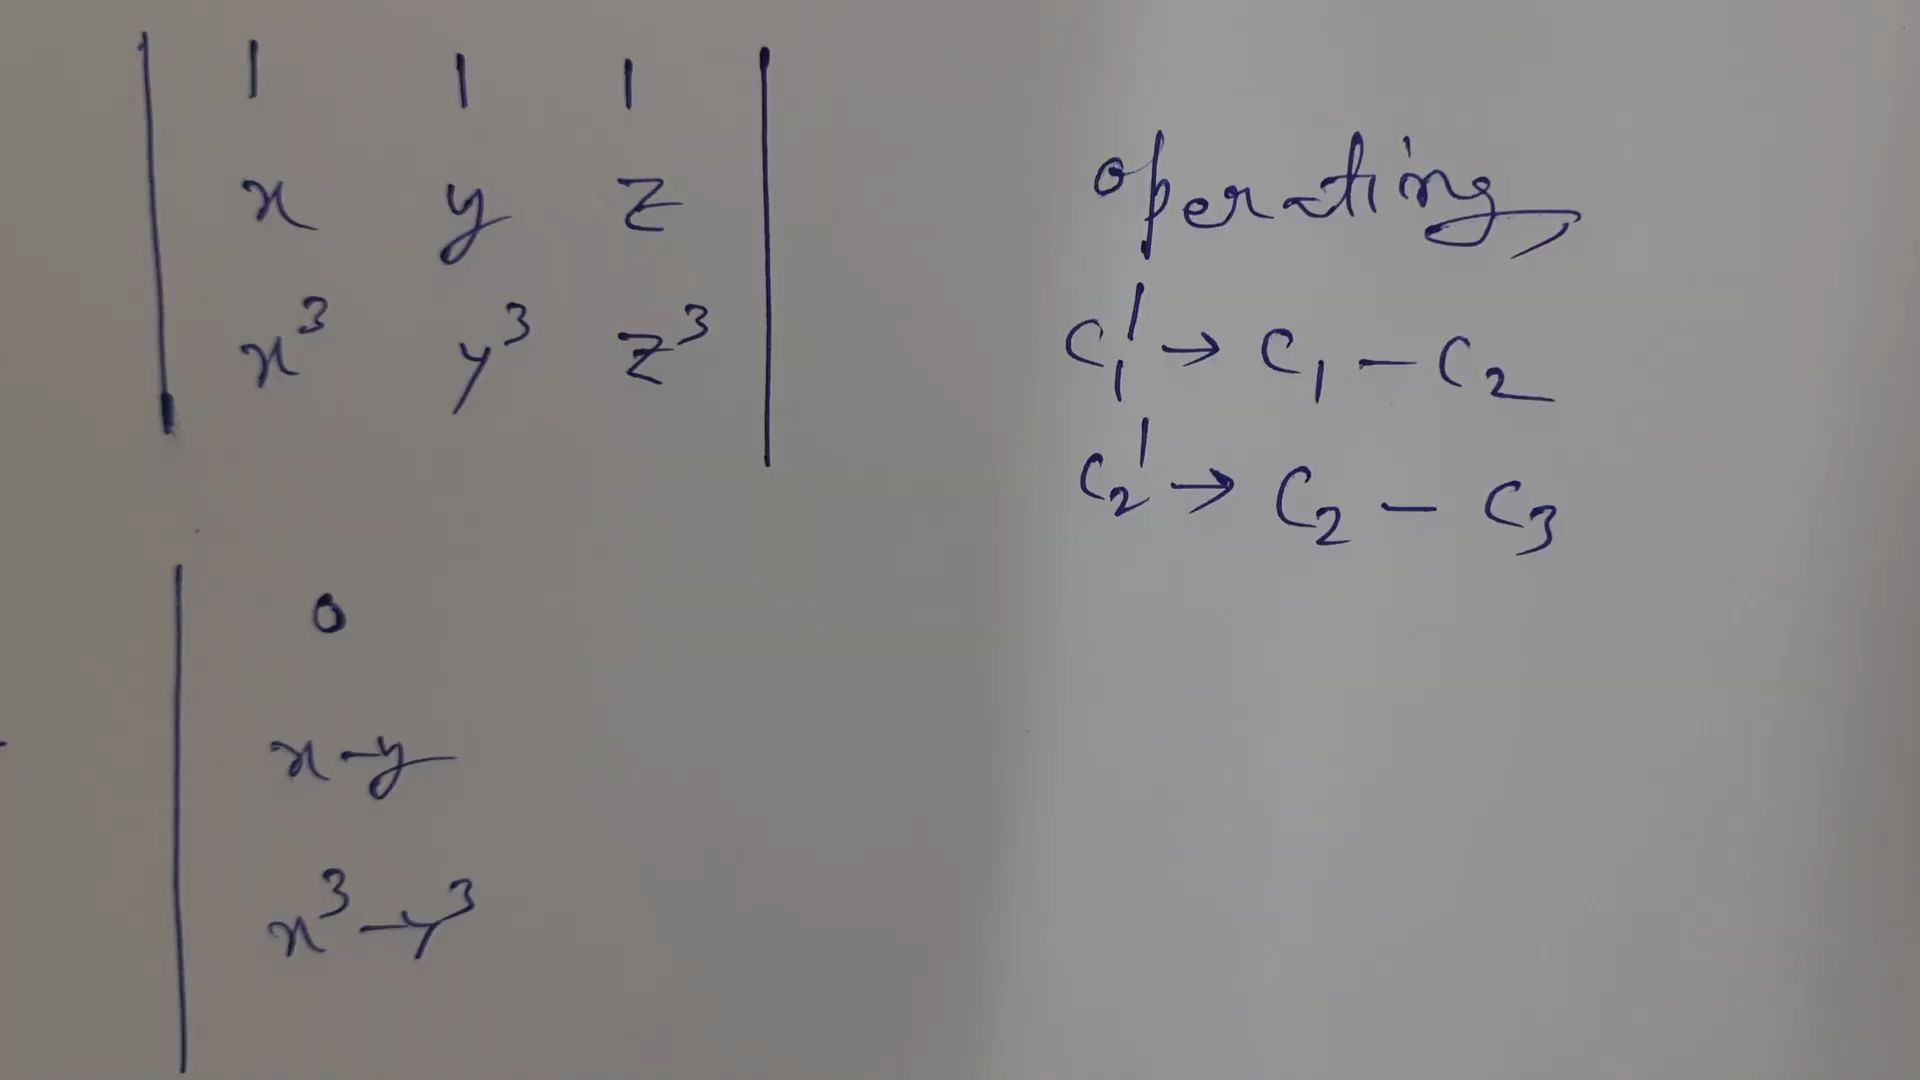 | 1 1 1 |
| x y z |
| x³ y³ z³ |
operating
C₁' → C₁ - C₂
C₂' → C₂ - C₃
| 0
| x-y
| x³-y³